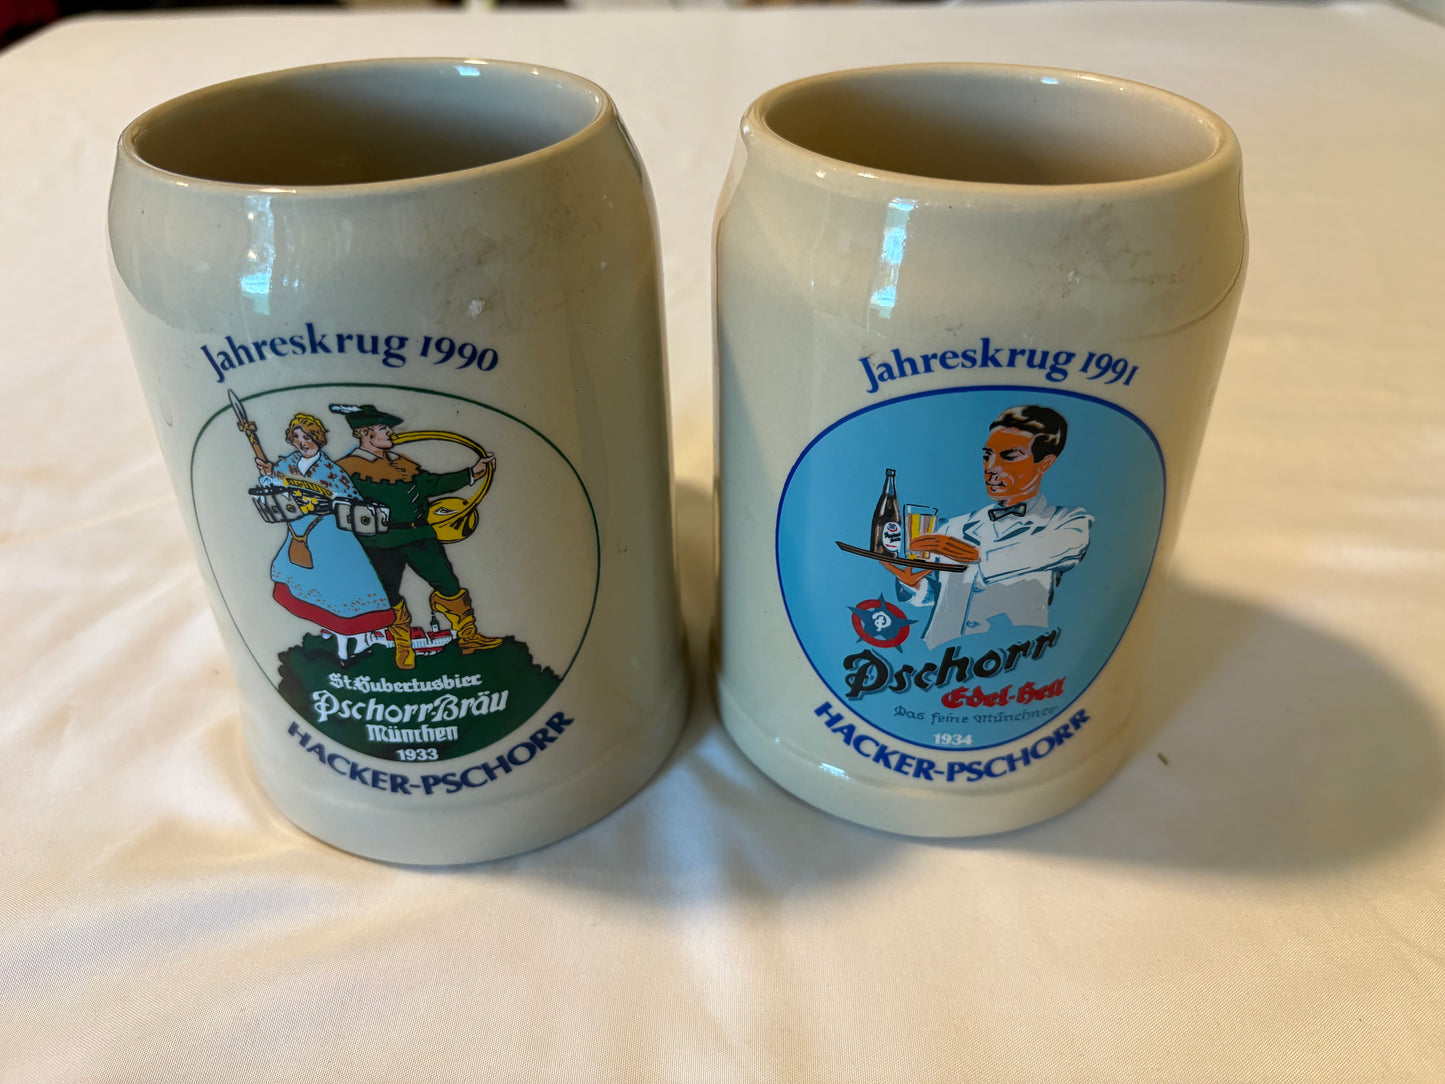 Jahreskrug 1990
St. Hubertusbier
Pschorr-Bräu
München
1933
HACKER-PSCHORR
Jahreskrug 1991
Pschorr
Edel-Hell
Das feine Münchner
1934
HACKER-PSCHORR